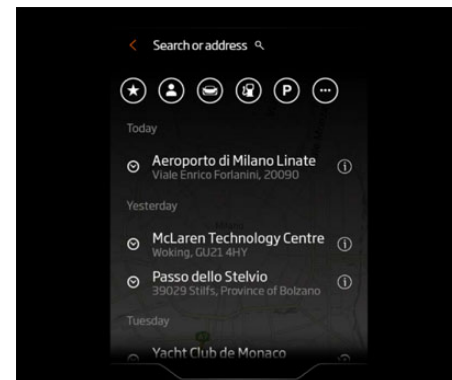 Search or address
P
Today
Aeroporto di Milano Linate
Viale Enrico Forlanini, 20090
Yesterday
McLaren Technology Centre
Woking, GU21 4HY
Passo dello Stelvio
39029 Stilfs, Province of Bolzano
Tuesday
Yacht Club de Monaco